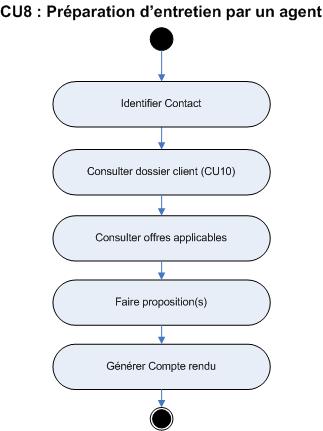 CU8 : Préparation d'entretien par un agent
Identifier Contact
Consulter dossier client (CU10)
Consulter offres applicables
Faire proposition(s)
Générer Compte rendu